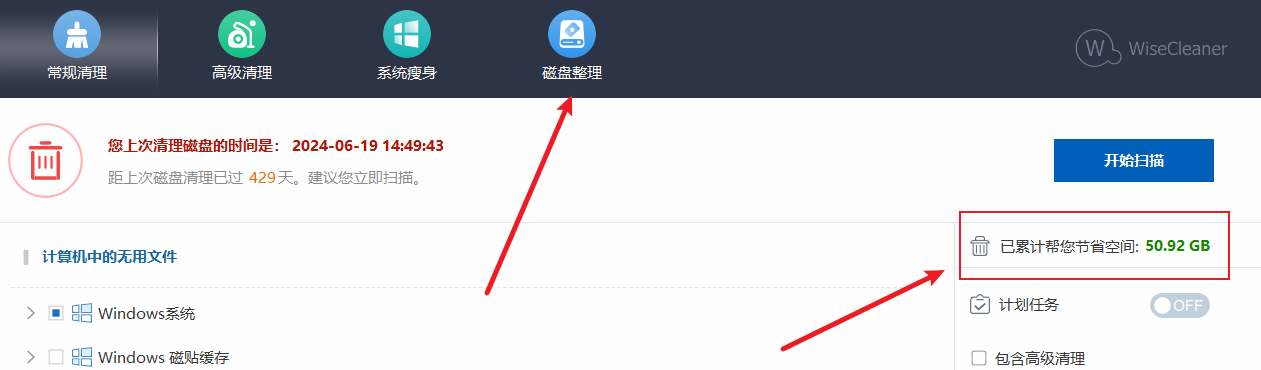 常规清理
高级清理
系统瘦身
磁盘整理
W WiseCleaner
您上次清理磁盘的时间是： 2024-06-19 14:49:43
距上次磁盘清理已过 429 天。建议您立即扫描。
开始扫描
计算机中的无用文件
已累计帮您节省空间: 50.92 GB
Windows系统
计划任务
OFF
Windows 磁贴缓存
包含高级清理